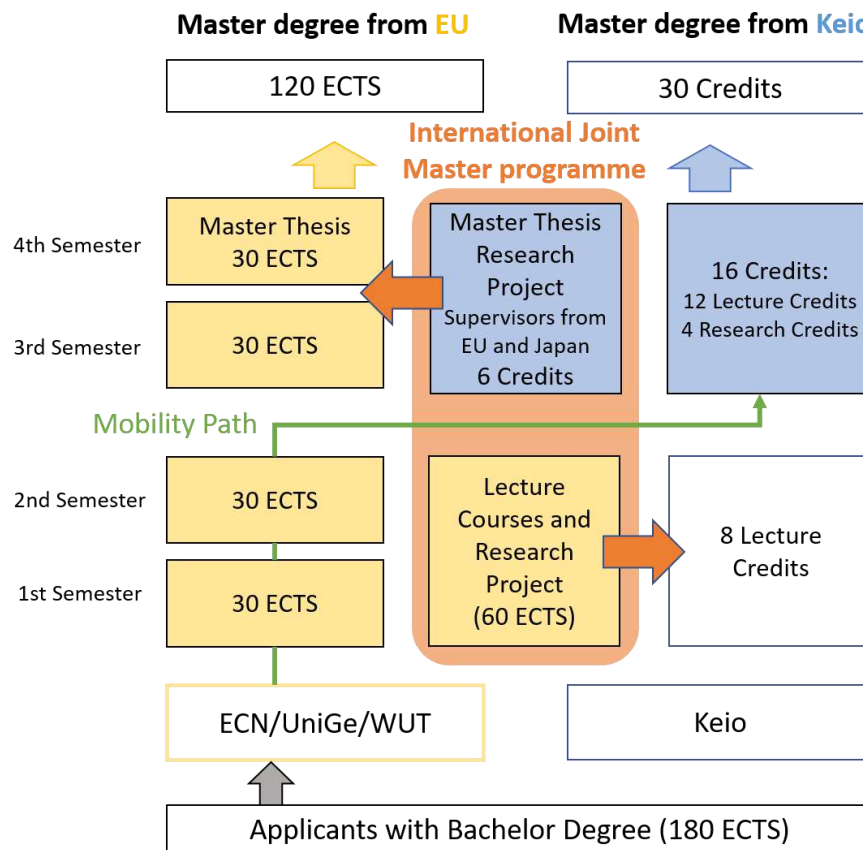 Master degree from EU
Master degree from Keio
120 ECTS
30 Credits
International Joint
Master programme
4th Semester
Master Thesis
30 ECTS
Master Thesis
Research
Project
Supervisors from
EU and Japan
6 Credits
16 Credits:
12 Lecture Credits
4 Research Credits
3rd Semester
30 ECTS
Mobility Path
2nd Semester
30 ECTS
Lecture
Courses and
Research
Project
(60 ECTS)
8 Lecture
Credits
1st Semester
30 ECTS
ECN/UniGe/WUT
Keio
Applicants with Bachelor Degree (180 ECTS)